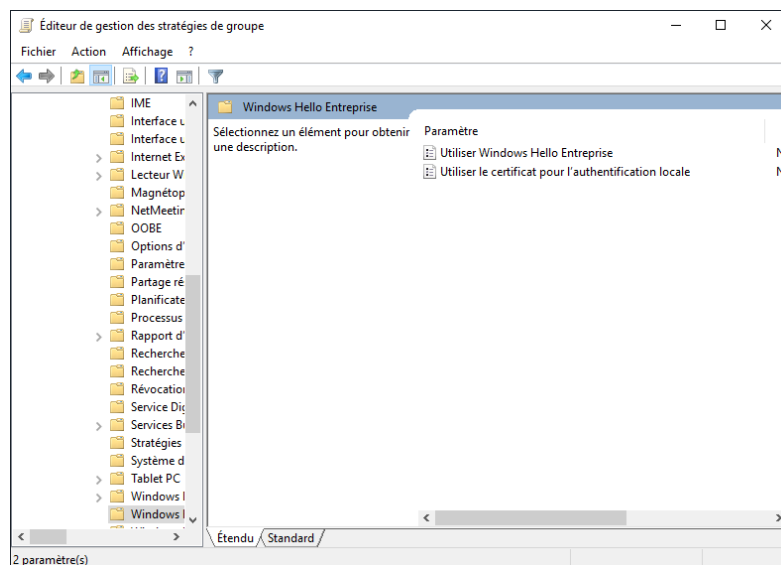 Éditeur de gestion des stratégies de groupe
Fichier Action Affichage ?
IME
Interface u
Interface u
Internet Ex
Lecteur W
Magnétop
NetMeetin
OOBE
Options d'
Paramètre
Partage ré
Planificate
Processus
Rapport d'
Recherche
Recherche
Révocation
Service Dig
Services Bu
Stratégies
Système d
Tablet PC
Windows
Windows
Windows Hello Entreprise
Sélectionnez un élément pour obtenir
une description.
Paramètre
Utiliser Windows Hello Entreprise
N
Utiliser le certificat pour l'authentification locale
N
Étendu Standard
2 paramètre(s)